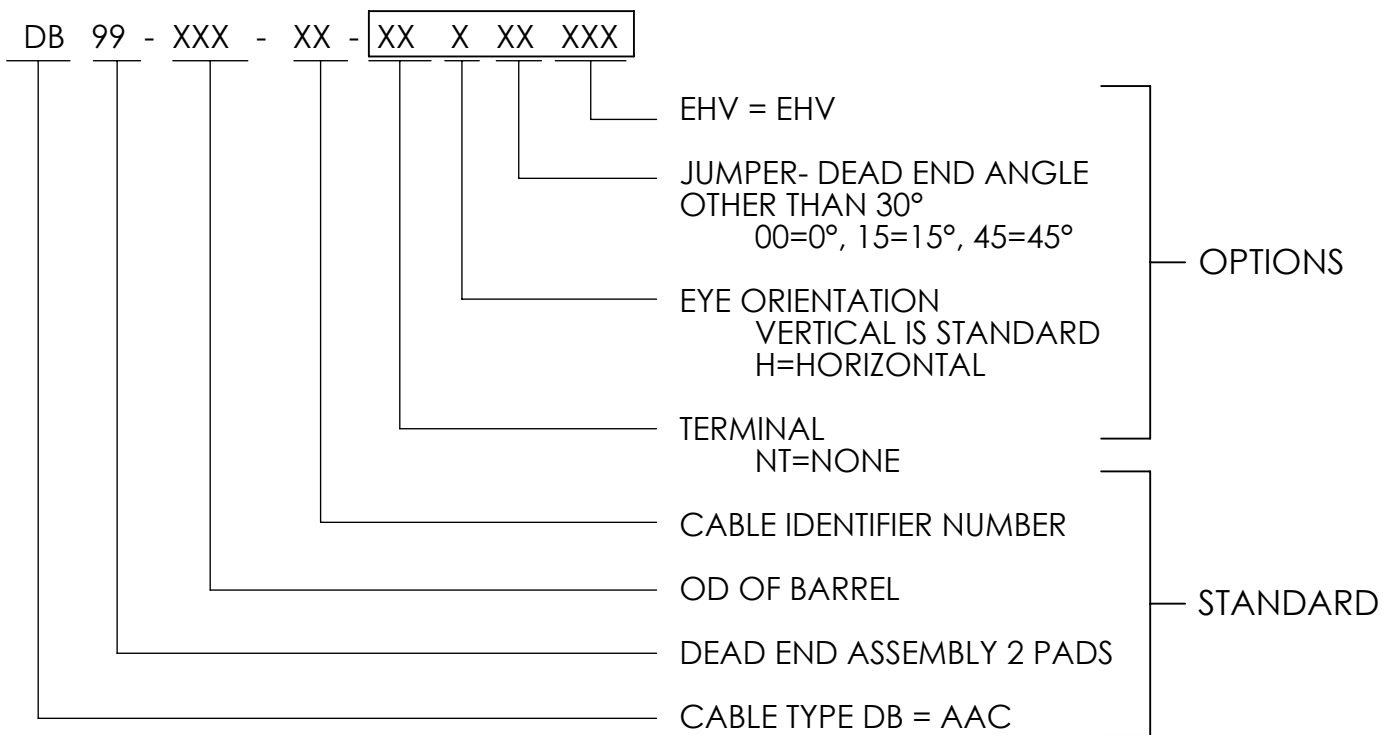 DB 99 - XXX - XX - XX X XX XXX
EHV = EHV
JUMPER- DEAD END ANGLE
OTHER THAN 30°
00=0°, 15=15°, 45=45°
OPTIONS
EYE ORIENTATION
VERTICAL IS STANDARD
H=HORIZONTAL
TERMINAL
NT=NONE
CABLE IDENTIFIER NUMBER
OD OF BARREL
STANDARD
DEAD END ASSEMBLY 2 PADS
CABLE TYPE DB = AAC